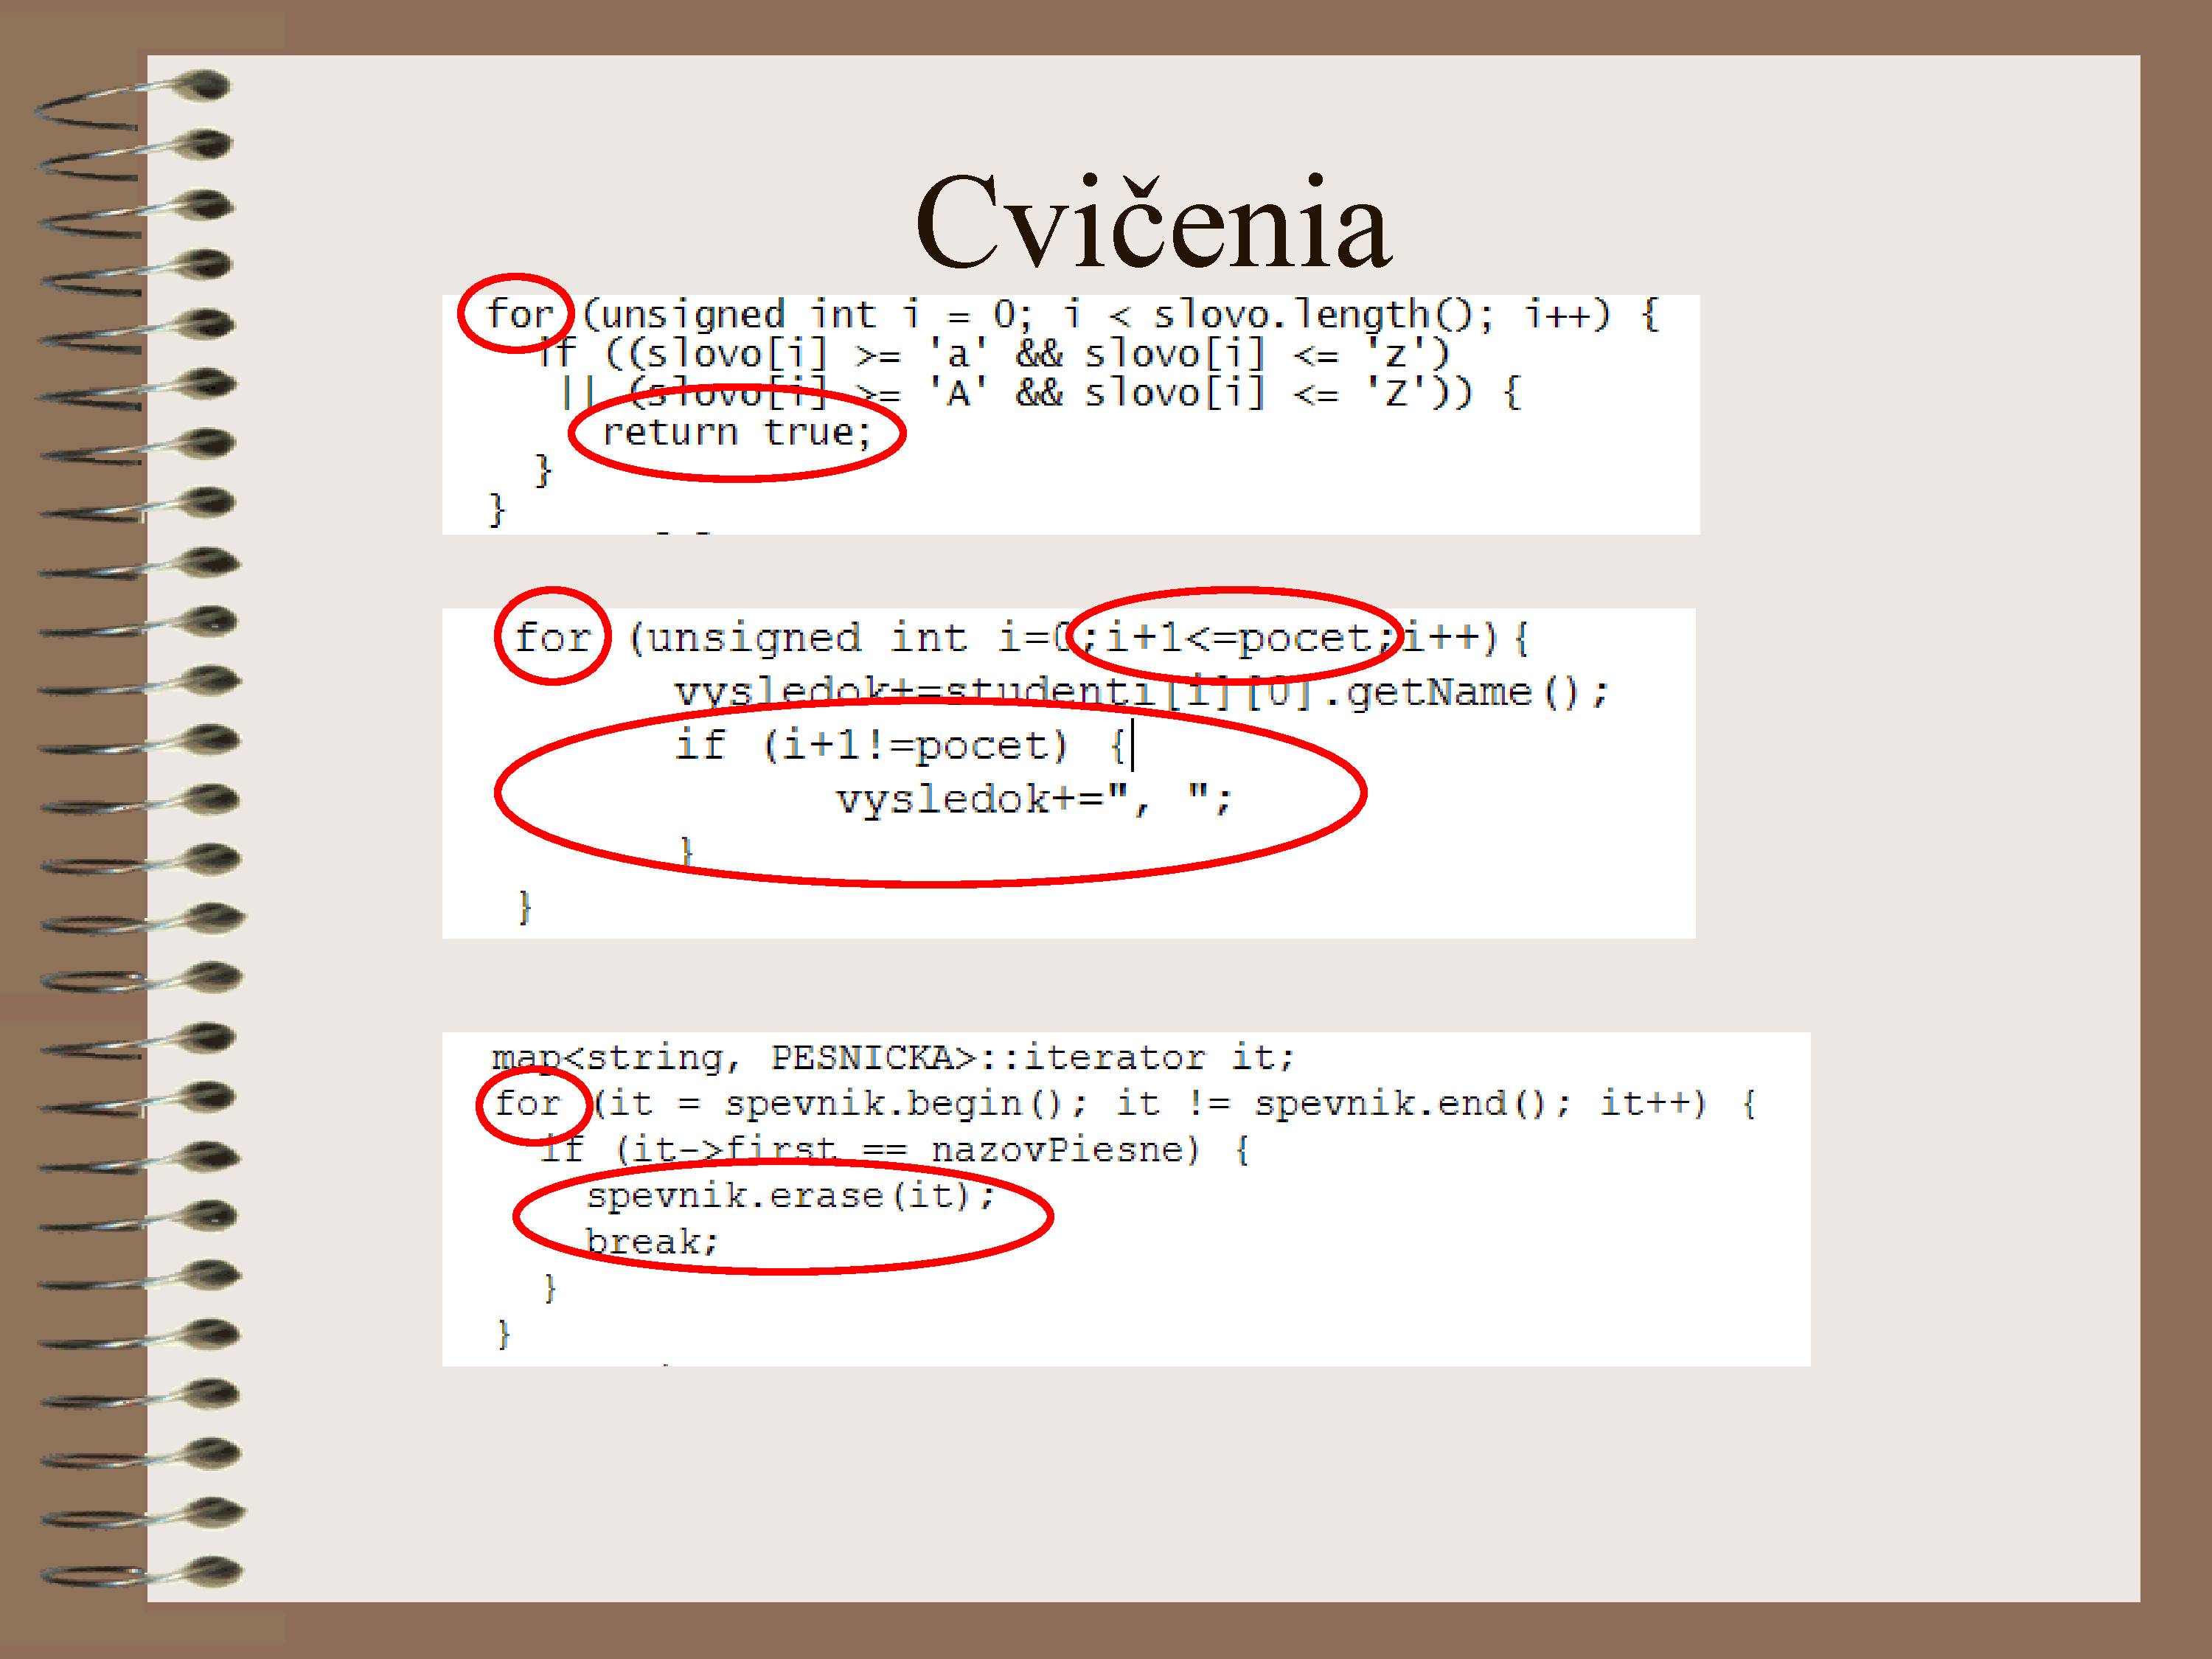 Cvičenia
for (unsigned int i = 0; i < slovo.length(); i++) {
if ((slovo[i] >= 'a' && slovo[i] <= 'z')
|| (slovo[i] >= 'A' && slovo[i] <= 'Z')) {
return true;
}
}
for (unsigned int i=0;i+1<=pocet;i++){
vysledok+=studenti[i][0].getName();
if (i+1!=pocet) {
vysledok+=", ";
}
}
map<string, PESNICKA>::iterator it;
for (it = spevnik.begin(); it != spevnik.end(); it++) {
if (it->first == nazovPiesne) {
spevnik.erase(it);
break;
}
}